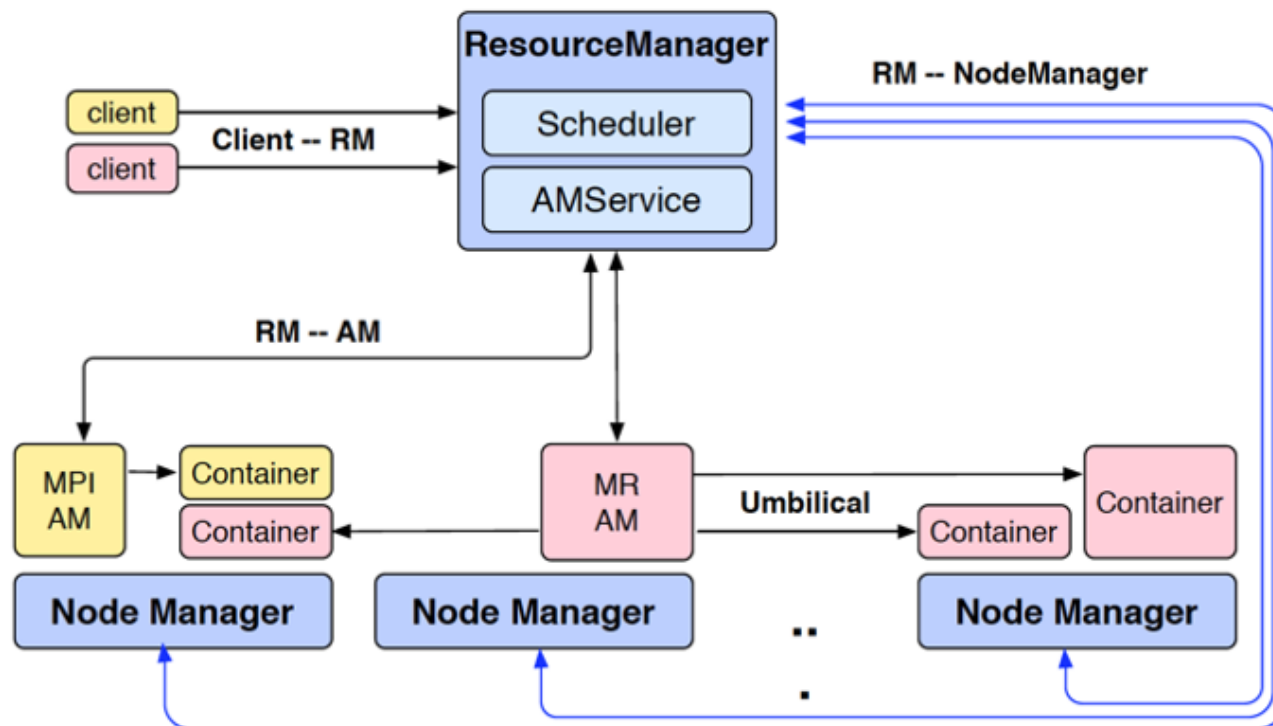 ResourceManager
RM -- NodeManager
client
Scheduler
Client -- RM
client
AMService
RM -- AM
MPI
AM
Container
Container
MR
AM
Umbilical
Container
Container
Node Manager
Node Manager
..
.
Node Manager